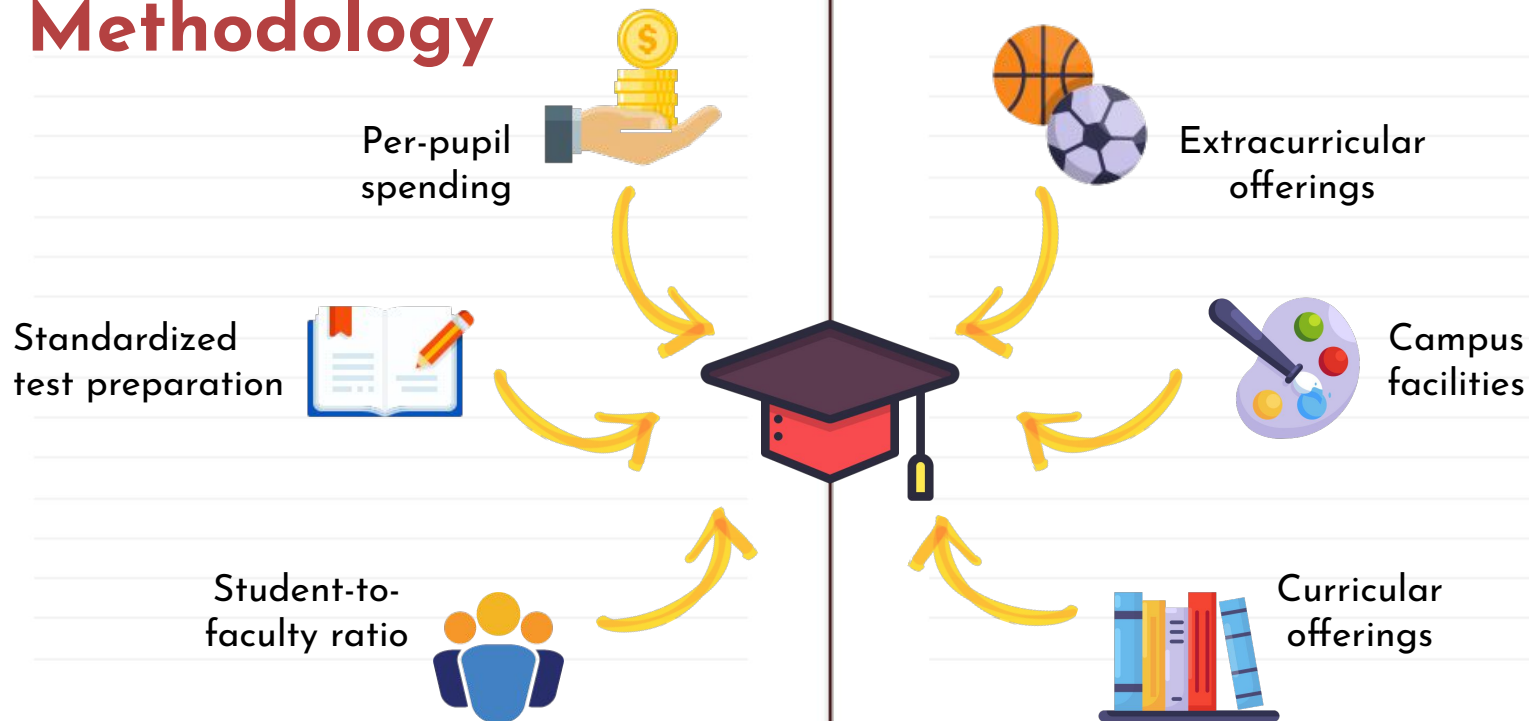 Methodology
Per-pupil
spending
Extracurricular
offerings
Standardized
test preparation
Campus
facilities
Student-to-
faculty ratio
Curricular
offerings
$